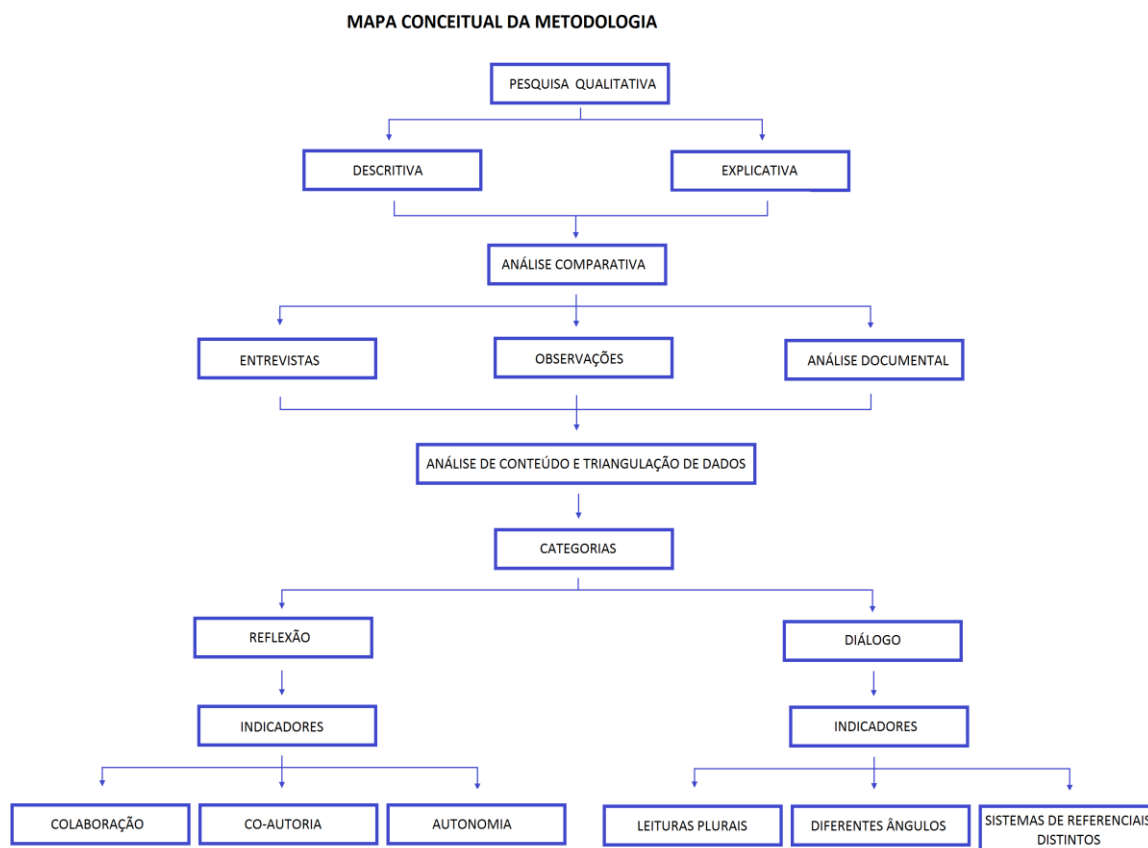 MAPA CONCEITUAL DA METODOLOGIA
PESQUISA QUALITATIVA
DESCRITIVA
EXPLICATIVA
ANÁLISE COMPARATIVA
ENTREVISTAS
OBSERVAÇÕES
ANÁLISE DOCUMENTAL
ANÁLISE DE CONTEÚDO E TRIANGULAÇÃO DE DADOS
CATEGORIAS
REFLEXÃO
DIÁLOGO
INDICADORES
INDICADORES
COLABORAÇÃO
CO-AUTORIA
AUTONOMIA
LEITURAS PLURAIS
DIFERENTES ÂNGULOS
SISTEMAS DE REFERENCIAIS
DISTINTOS